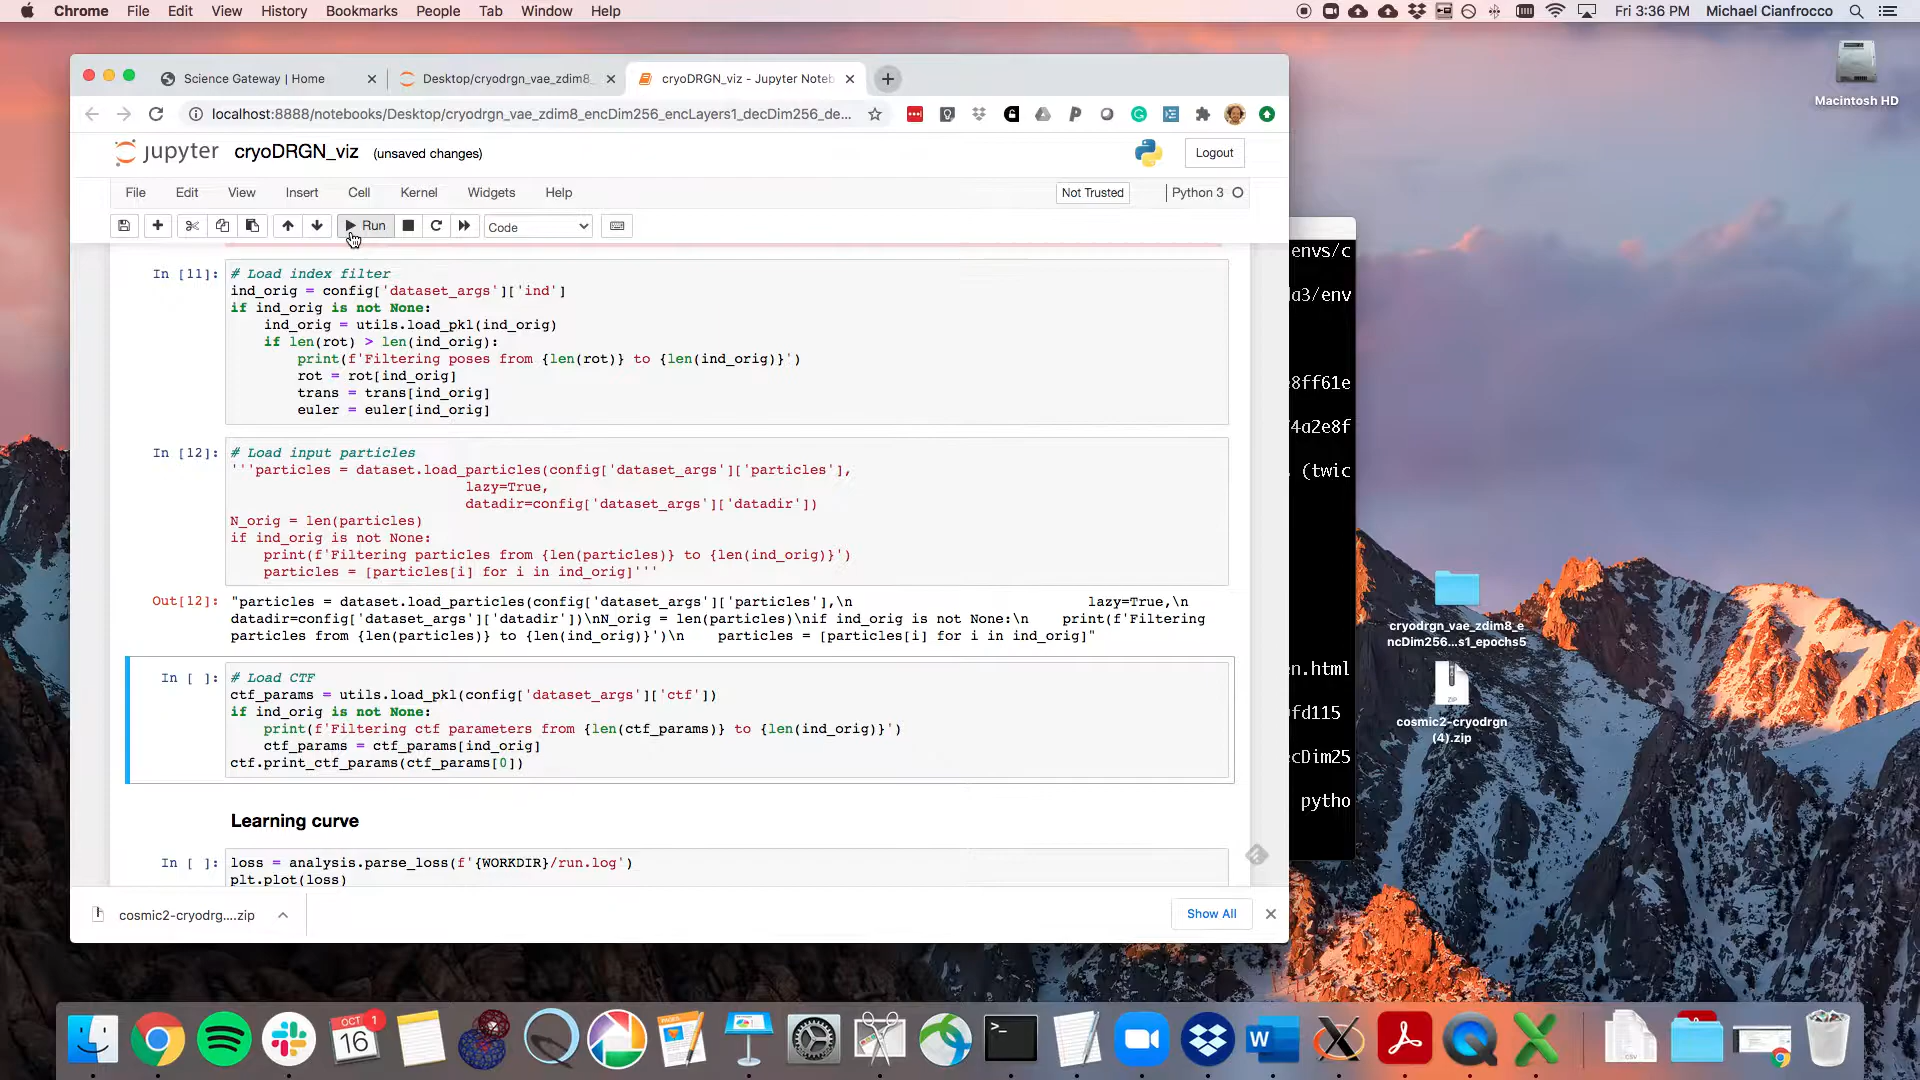 Chrome File Edit View History Bookmarks People Tab Window Help Fri 3:36 PM Michael Cianfrocco
Macintosh HD
Science Gateway | Home
Desktop/cryodrgn_vae_zdim8_
cryoDRGN_viz - Jupyter Noteb
localhost:8888/notebooks/Desktop/cryodrgn_vae_zdim8_encDim256_encLayers1_decDim256_de...
jupyter cryoDRGN_viz (unsaved changes)
Logout
File Edit View Insert Cell Kernel Widgets Help
Not Trusted
Python 3
Run
Code
In [11]:
# Load index filter
ind_orig = config['dataset_args']['ind']
if ind_orig is not None:
    ind_orig = utils.load_pkl(ind_orig)
    if len(rot) > len(ind_orig):
        print(f'Filtering poses from {len(rot)} to {len(ind_orig)}')
        rot = rot[ind_orig]
        trans = trans[ind_orig]
        euler = euler[ind_orig]
In [12]:
# Load input particles
'''particles = dataset.load_particles(config['dataset_args']['particles'],
                            lazy=True,
                            datadir=config['dataset_args']['datadir'])
N_orig = len(particles)
if ind_orig is not None:
    print(f'Filtering particles from {len(particles)} to {len(ind_orig)}')
    particles = [particles[i] for i in ind_orig]'''
Out[12]:
"particles = dataset.load_particles(config['dataset_args']['particles'],\n                            lazy=True,\n
datadir=config['dataset_args']['datadir'])\nN_orig = len(particles)\nif ind_orig is not None:\n    print(f'Filtering
particles from {len(particles)} to {len(ind_orig)}')\n    particles = [particles[i] for i in ind_orig]"
In [ ]:
# Load CTF
ctf_params = utils.load_pkl(config['dataset_args']['ctf'])
if ind_orig is not None:
    print(f'Filtering ctf parameters from {len(ctf_params)} to {len(ind_orig)}')
    ctf_params = ctf_params[ind_orig]
ctf.print_ctf_params(ctf_params[0])
Learning curve
In [ ]:
loss = analysis.parse_loss(f'{WORKDIR}/run.log')
plt.plot(loss)
cosmic2-cryodrg....zip
Show All
envs/c
da3/env
8ff61e
4a2e8f
(twic
n.html
fd115
cDim25
pytho
cryodrgn_vae_zdim8_e
ncDim256...s1_epochs5
ZIP
cosmic2-cryodrgn
(4).zip
OCT
16
1
CSV